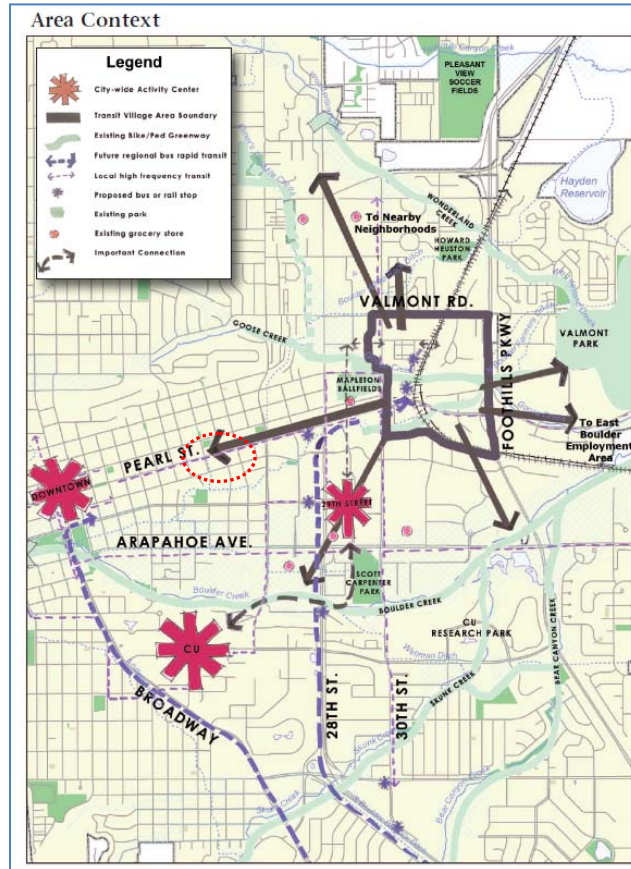 Area Context
Legend
City-wide Activity Center
Transit Village Area Boundary
Existing Bike/Ped Greenway
Future regional bus rapid transit
Local high frequency transit
Proposed bus or rail stop
Existing park
Existing grocery store
Important Connection
PLEASANT
VIEW
SOCCER
FIELDS
Hayden
Reservoir
WONDERLAND
CREEK
To Nearby
Neighborhoods
HOWARD
HEUSTON
PARK
VALMONT RD.
GOOSE CREEK
VALMONT
PARK
FOOTHILLS PKWY
MAPLETON
BALLFIELDS
To East
Boulder
Employment
Area
PEARL ST.
DOWNTOWN
29TH STREET
ARAPAHOE AVE.
SCOTT
CARPENTER
PARK
Boulder Creek
BOULDER CREEK
CU
CU
RESEARCH PARK
BEAR CANYON CREEK
SKUNK CREEK
BROADWAY
28TH ST.
30TH ST.